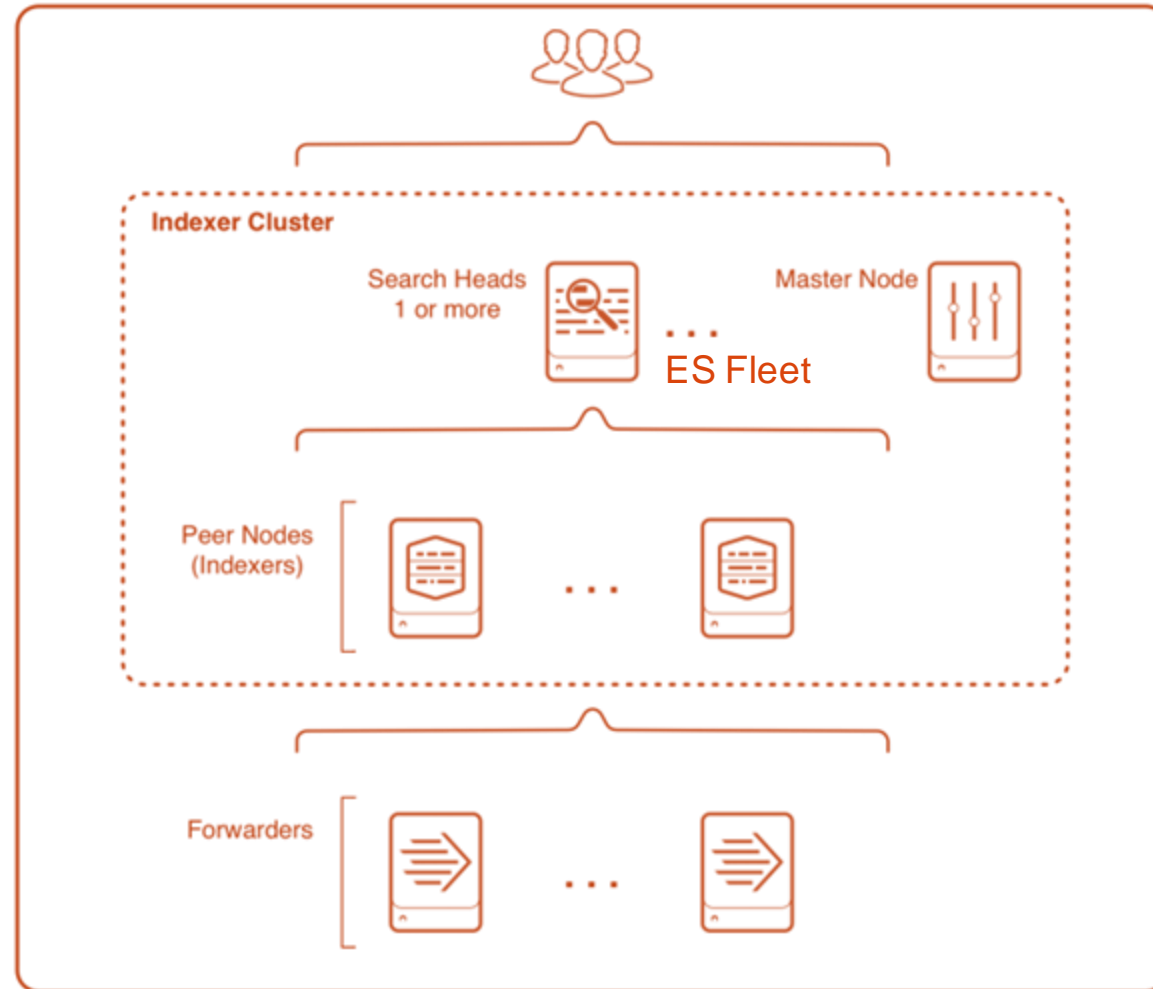 Indexer Cluster
Search Heads
1 or more
Master Node
ES Fleet
Peer Nodes
(Indexers)
Forwarders